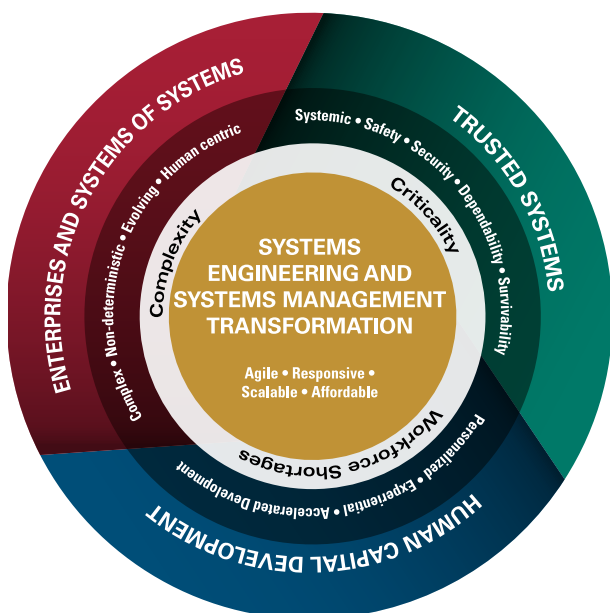 ENTERPRISES AND SYSTEMS OF SYSTEMS
Complex • Non-deterministic • Evolving • Human centric
Complexity
TRUSTED SYSTEMS
Systemic • Safety • Security • Dependability • Survivability
Criticality
SYSTEMS
ENGINEERING AND
SYSTEMS MANAGEMENT
TRANSFORMATION
Agile • Responsive •
Scalable • Affordable
Workforce Shortages
Personalized • Experiential • Accelerated Development
HUMAN CAPITAL DEVELOPMENT